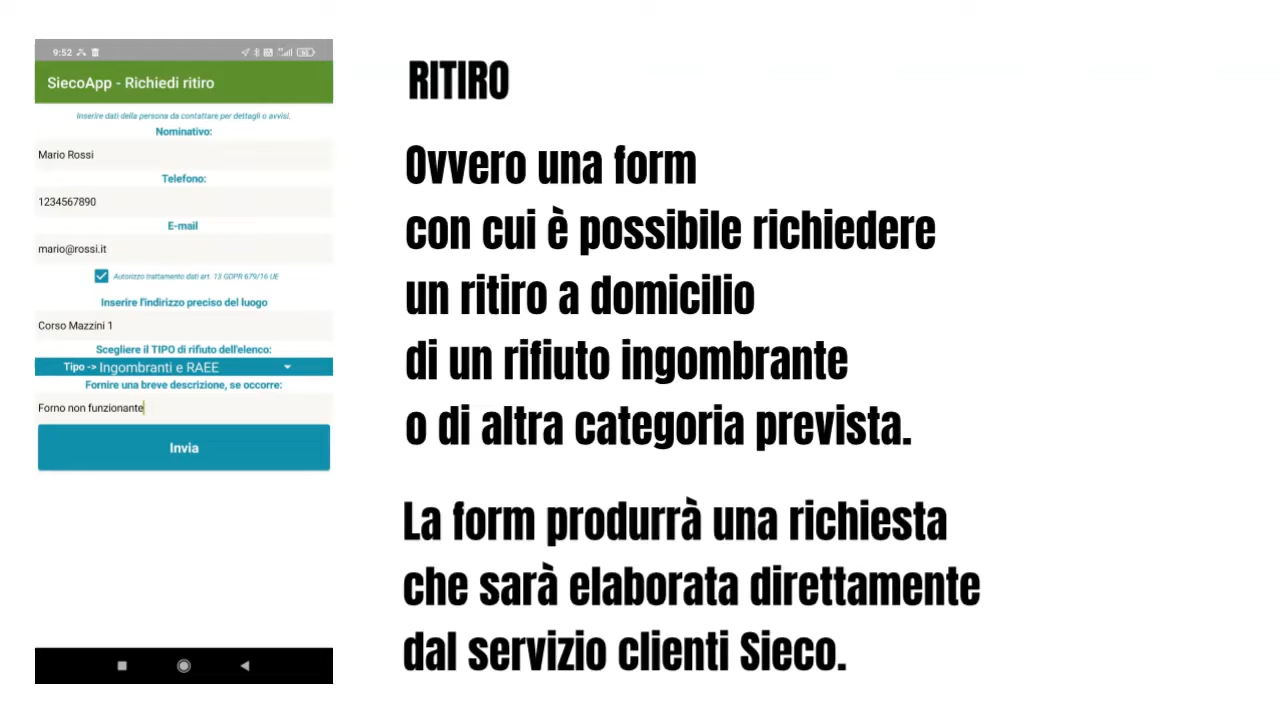 9:52
SiecoApp - Richiedi ritiro
Inserire dati della persona da contattare per dettagli o avvisi.
Nominativo:
Mario Rossi
Telefono:
1234567890
E-mail
mario@rossi.it
Autorizzo trattamento dati art. 13 GDPR 679/16 UE
Inserire l'indirizzo preciso del luogo
Corso Mazzini 1
Scegliere il TIPO di rifiuto dell'elenco:
Tipo -> Ingombranti e RAEE
Fornire una breve descrizione, se occorre:
Forno non funzionante
Invia
RITIRO
Ovvero una form
con cui è possibile richiedere
un ritiro a domicilio
di un rifiuto ingombrante
o di altra categoria prevista.
La form produrrà una richiesta
che sarà elaborata direttamente
dal servizio clienti Sieco.